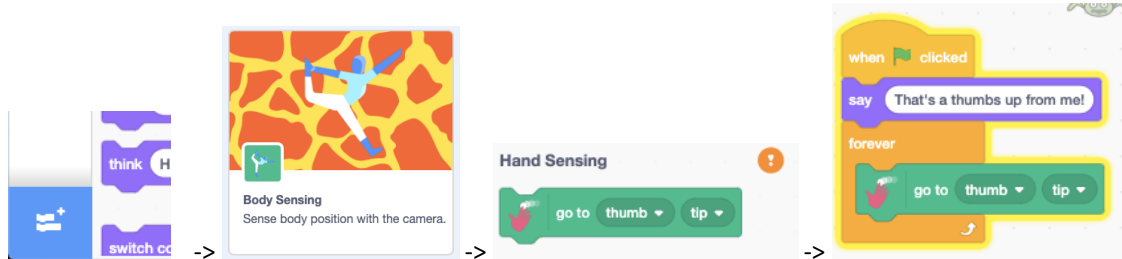 think H
switch co
->
Body Sensing
Sense body position with the camera.
->
Hand Sensing
!
go to thumb tip
->
when clicked
say That's a thumbs up from me!
forever
go to thumb tip